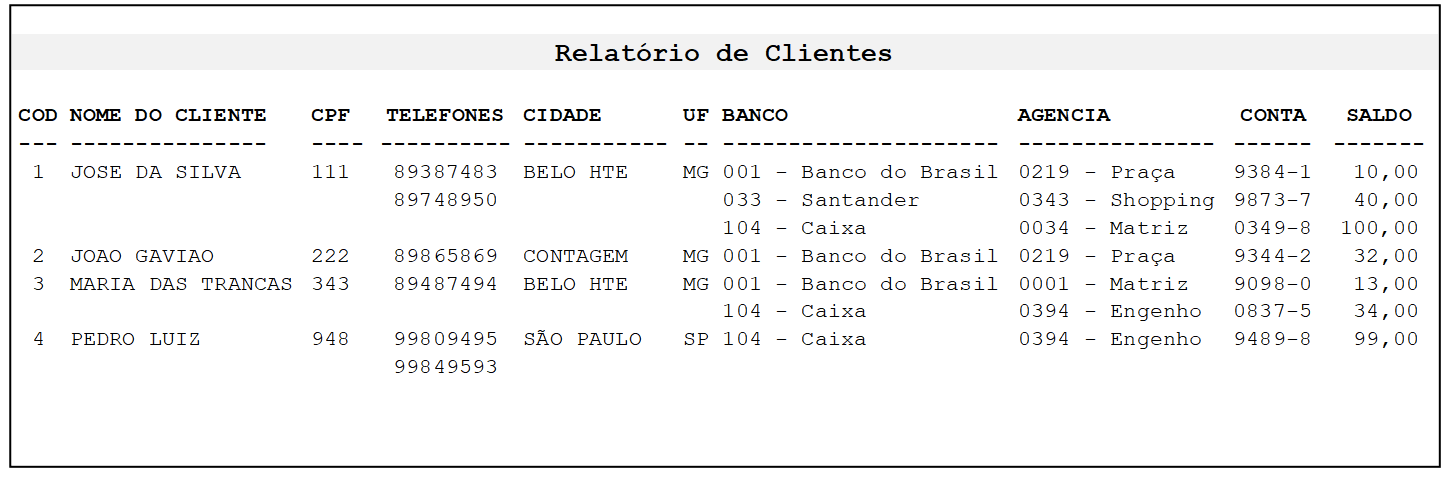 Relatório de Clientes
COD NOME DO CLIENTE CPF TELEFONES CIDADE UF BANCO AGENCIA CONTA SALDO
--- --------------- ---- ---------- ----------- -- --------------------- --------------- ------ -------
1 JOSE DA SILVA 111 89387483 BELO HTE MG 001 - Banco do Brasil 0219 - Praça 9384-1 10,00
89748950 033 - Santander 0343 - Shopping 9873-7 40,00
104 - Caixa 0034 - Matriz 0349-8 100,00
2 JOAO GAVIAO 222 89865869 CONTAGEM MG 001 - Banco do Brasil 0219 - Praça 9344-2 32,00
3 MARIA DAS TRANCAS 343 89487494 BELO HTE MG 001 - Banco do Brasil 0001 - Matriz 9098-0 13,00
104 - Caixa 0394 - Engenho 0837-5 34,00
4 PEDRO LUIZ 948 99809495 SÃO PAULO SP 104 - Caixa 0394 - Engenho 9489-8 99,00
99849593